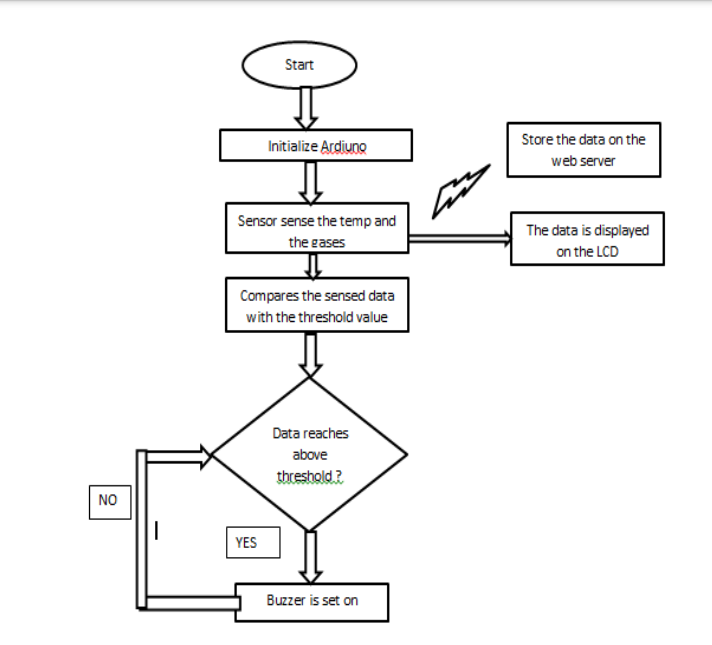 Start
Initialize Ardiuno
Store the data on the
web server
Sensor sense the temp and
the gases
The data is displayed
on the LCD
Compares the sensed data
with the threshold value
Data reaches
above
threshold.?
NO
YES
Buzzer is set on